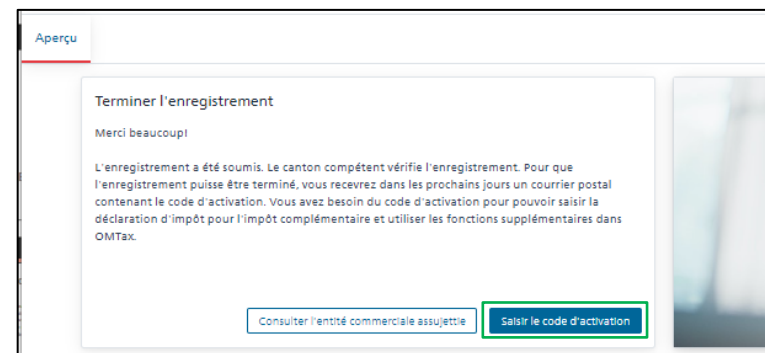 Aperçu
Terminer l'enregistrement
Merci beaucoup!
L'enregistrement a été soumis. Le canton compétent vérifie l'enregistrement. Pour que
l'enregistrement puisse être terminé, vous recevrez dans les prochains jours un courrier postal
contenant le code d'activation. Vous avez besoin du code d'activation pour pouvoir saisir la
déclaration d'impôt pour l'impôt complémentaire et utiliser les fonctions supplémentaires dans
OMTax.
Consulter l'entité commerciale assujettie
Saisir le code d'activation